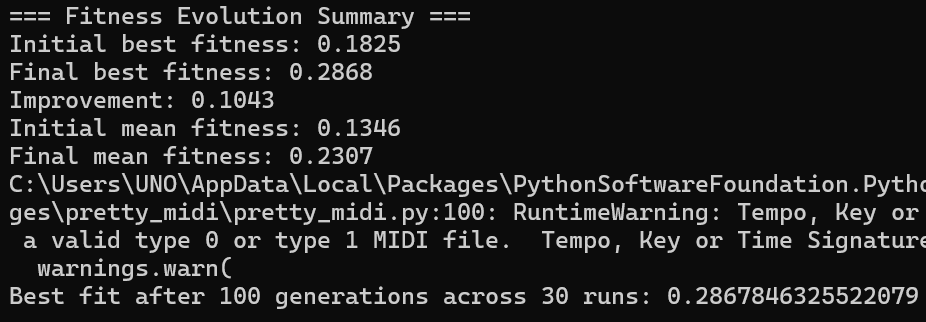 === Fitness Evolution Summary ===
Initial best fitness: 0.1825
Final best fitness: 0.2868
Improvement: 0.1043
Initial mean fitness: 0.1346
Final mean fitness: 0.2307
C:\Users\UNO\AppData\Local\Packages\PythonSoftwareFoundation.Pytho
ges\pretty_midi\pretty_midi.py:100: RuntimeWarning: Tempo, Key or
 a valid type 0 or type 1 MIDI file.  Tempo, Key or Time Signature
  warnings.warn(
Best fit after 100 generations across 30 runs: 0.2867846325522079